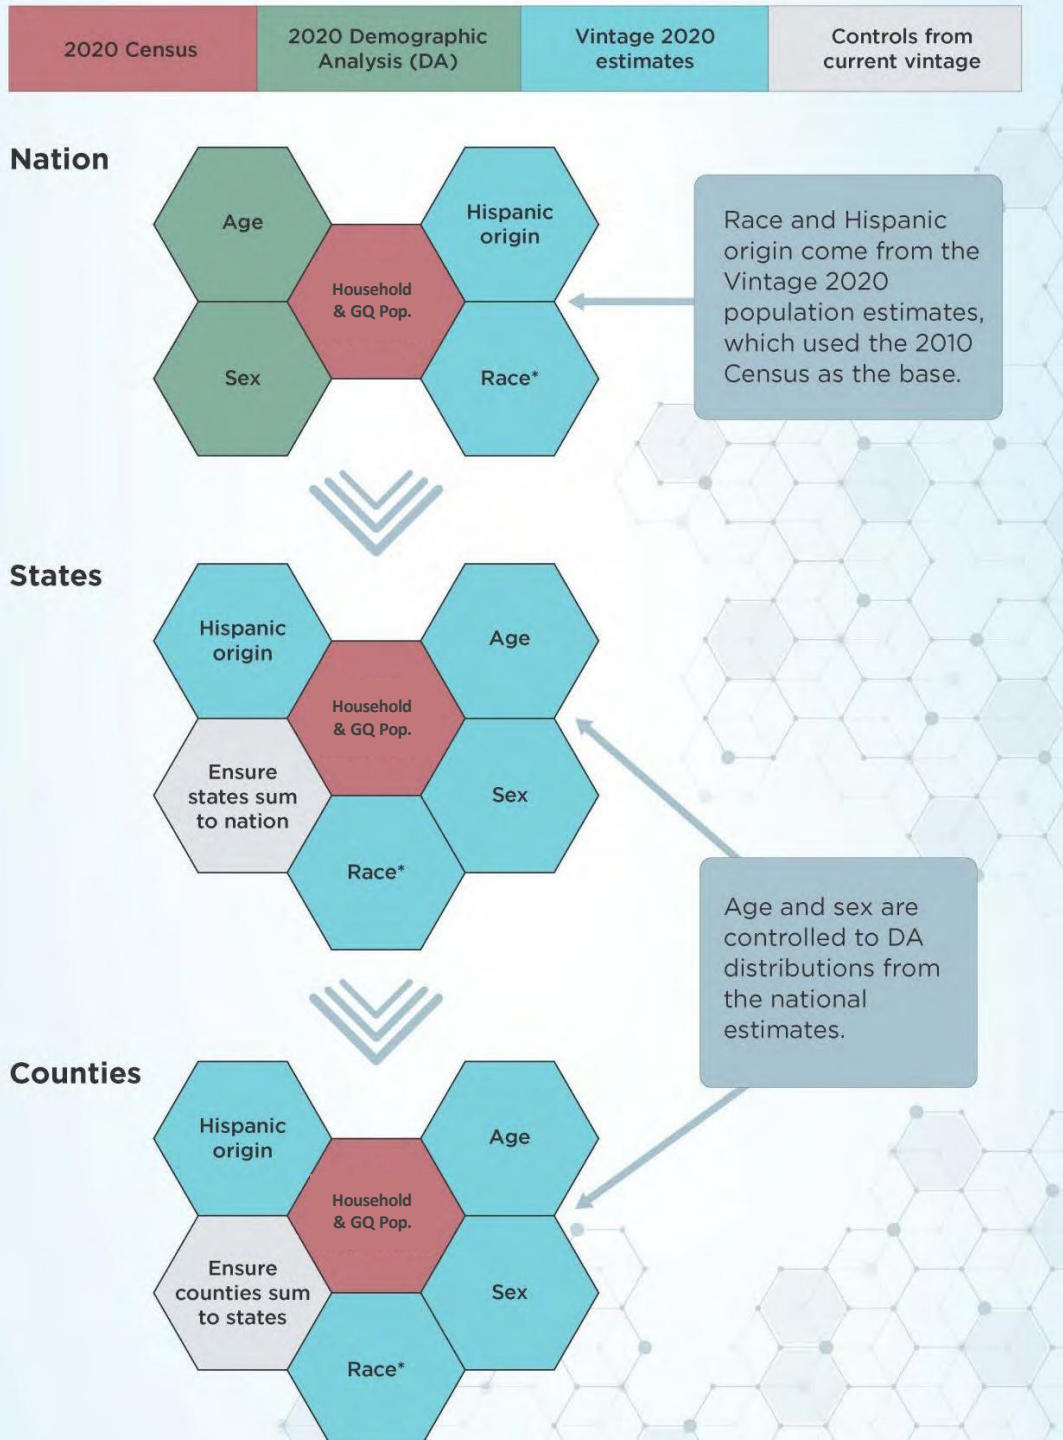 2020 Census
2020 Demographic
Analysis (DA)
Vintage 2020
estimates
Controls from
current vintage
Nation
Age
Hispanic
origin
Household
& GQ Pop.
Sex
Race*
Race and Hispanic
origin come from the
Vintage 2020
population estimates,
which used the 2010
Census as the base.
States
Hispanic
origin
Age
Household
& GQ Pop.
Ensure
states sum
to nation
Sex
Race*
Age and sex are
controlled to DA
distributions from
the national
estimates.
Counties
Hispanic
origin
Age
Household
& GQ Pop.
Ensure
counties sum
to states
Sex
Race*